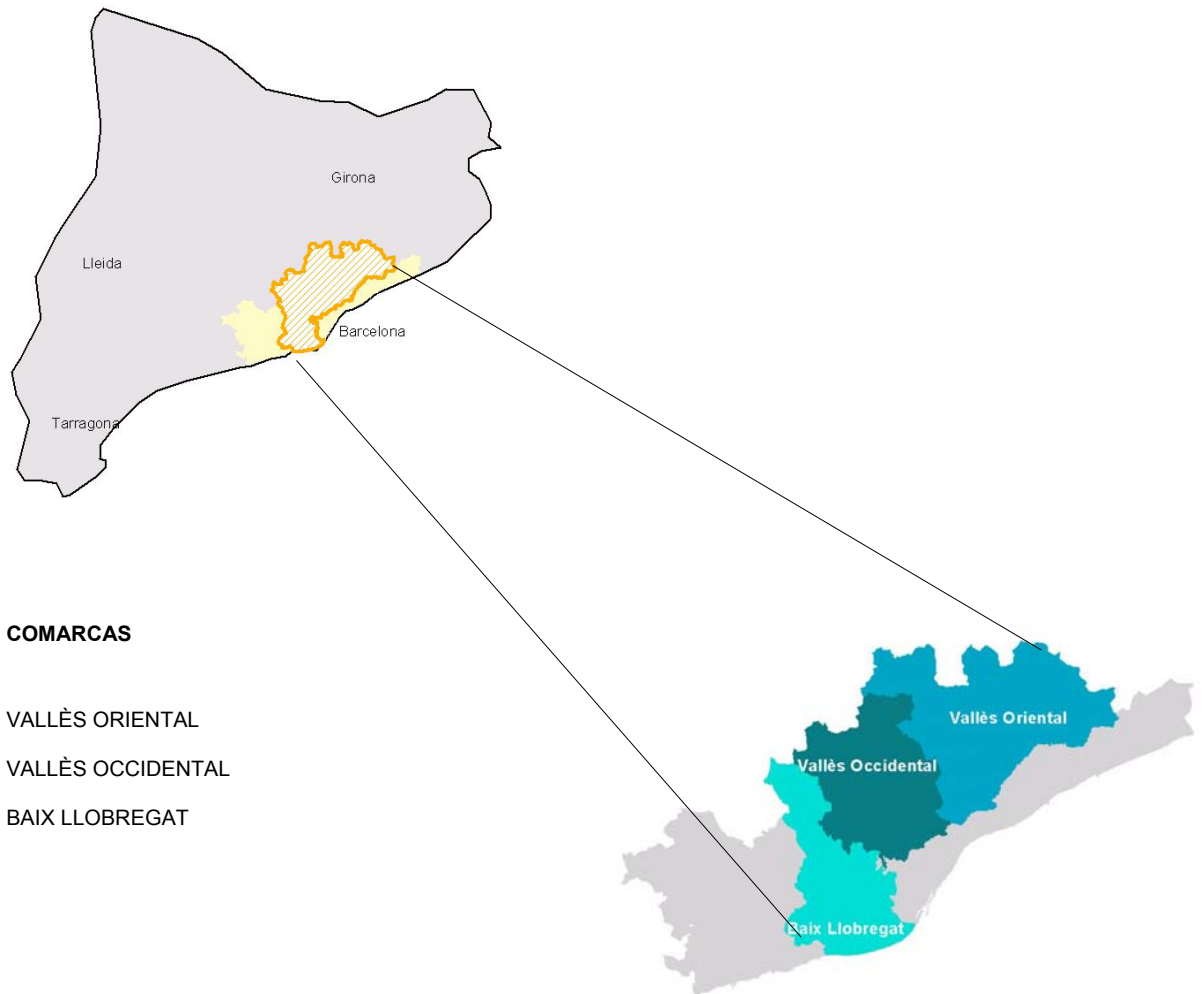 Girona
Lleida
Barcelona
Tarragona
COMARCAS
VALLÈS ORIENTAL
VALLÈS OCCIDENTAL
BAIX LLOBREGAT
Vallès Oriental
Vallès Occidental
Baix Llobregat